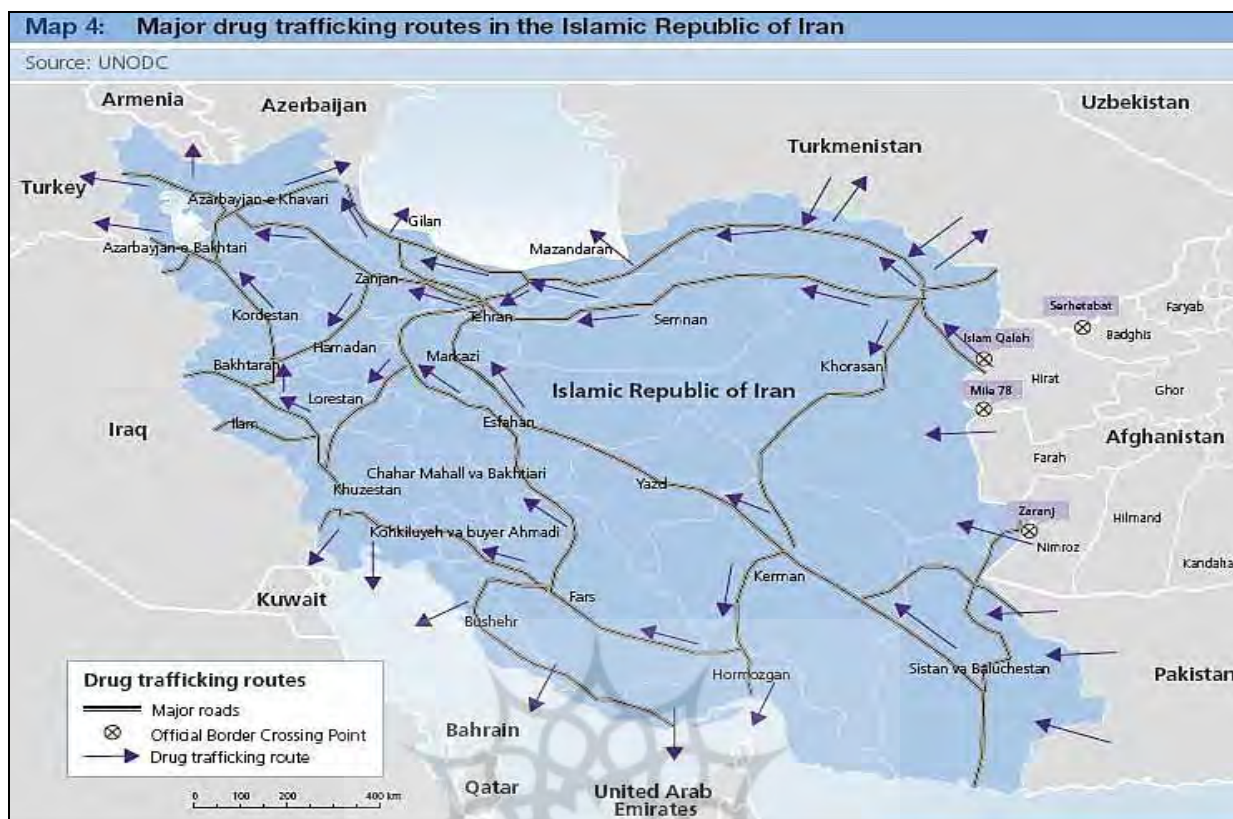 Map 4: Major drug trafficking routes in the Islamic Republic of Iran
Source: UNODC
Armenia
Azerbaijan
Uzbekistan
Turkmenistan
Turkey
Azarbayjan-e Khavari
Gilan
Azarbayjan-e Bakhtari
Mazandaran
Zanjan
Serhetabat
Faryab
Kordestan
Tehran
Semnan
Badghis
Islam Qalah
Hamadan
Markazi
Bakhtaran
Khorasan
Hirat
Islamic Republic of Iran
Mila 78
Ghor
Lorestan
Iraq
Ilam
Esfahan
Afghanistan
Farah
Chahar Mahall va Bakhtiari
Khuzestan
Yazd
Zaranj
Hilmand
Kohkiluyeh va buyer Ahmadi
Nimroz
Kandaha
Kerman
Kuwait
Fars
Bushehr
Sistan va Baluchestan
Hormozgan
Pakistan
Bahrain
Qatar
United Arab
Emirates
Drug trafficking routes
Major roads
Official Border Crossing Point
Drug trafficking route
0 100 200 400 km